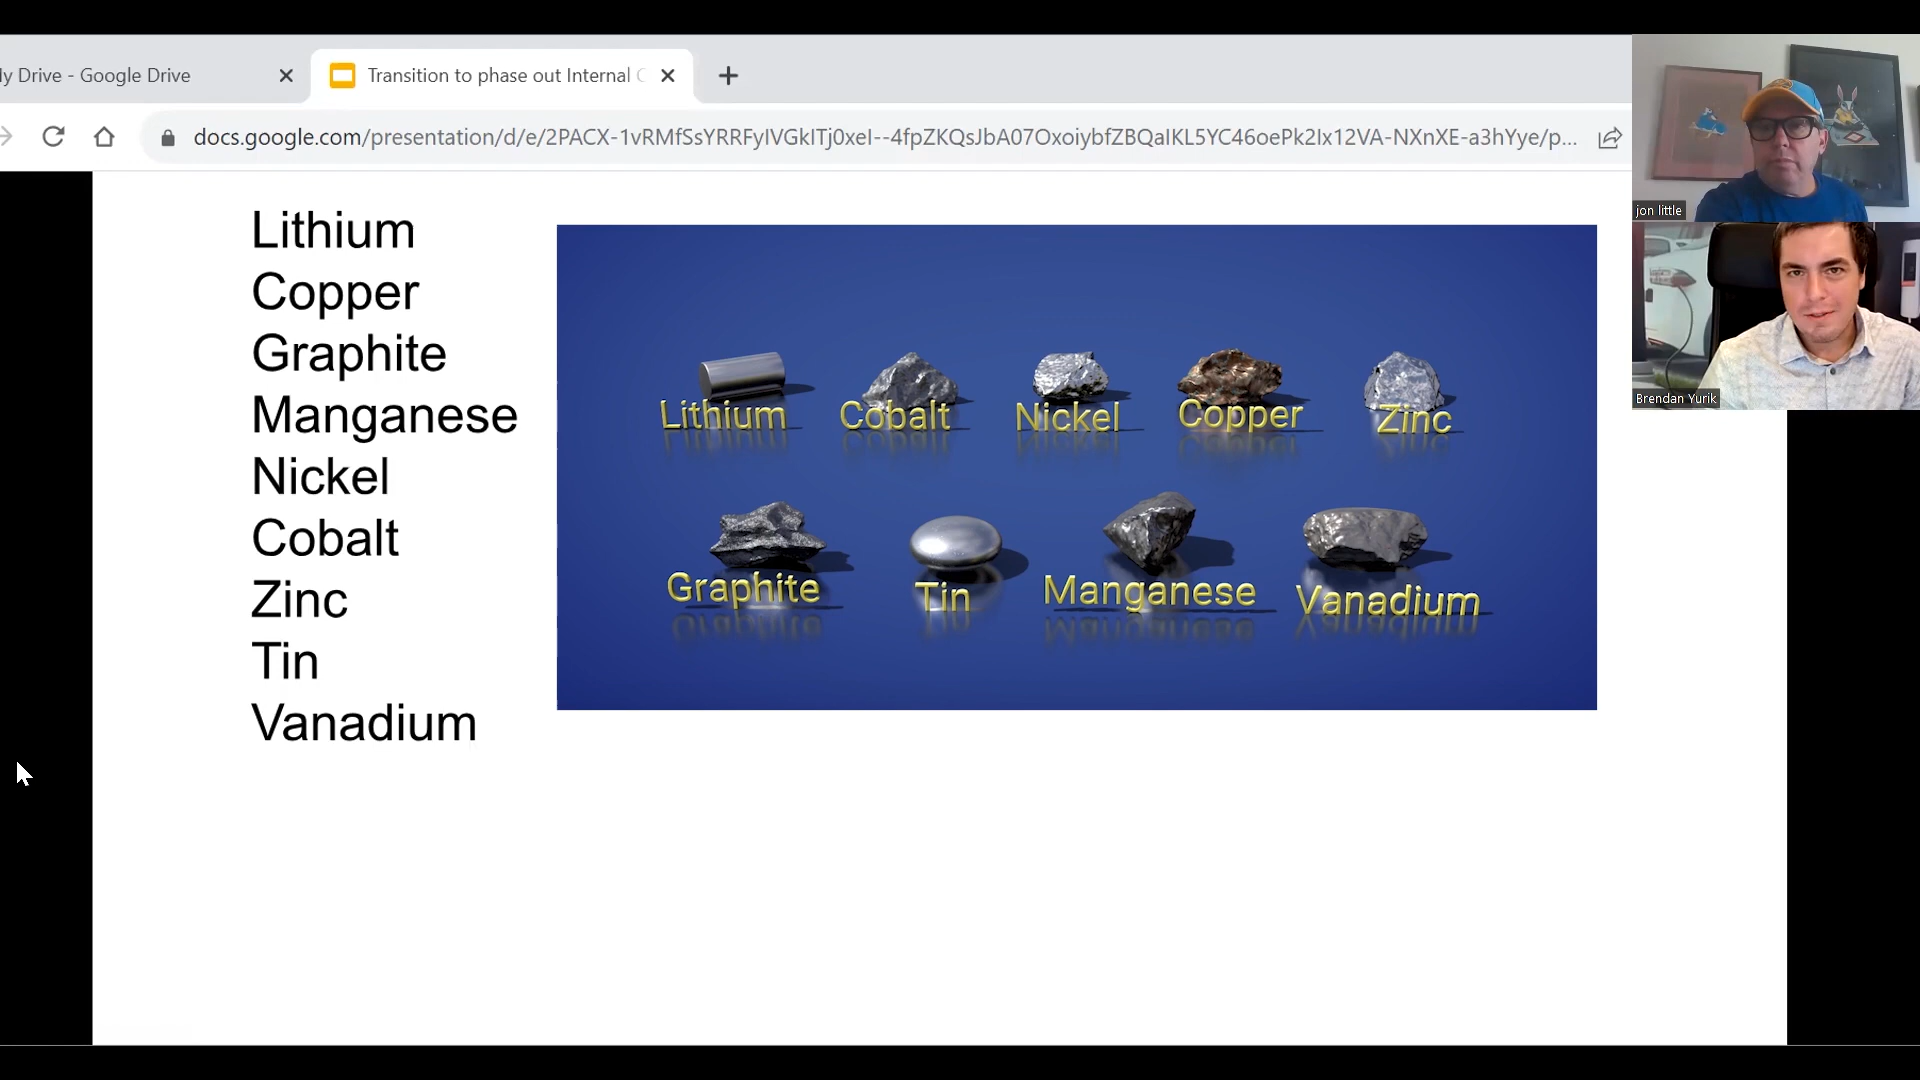 ly Drive - Google Drive
Transition to phase out Internal C
docs.google.com/presentation/d/e/2PACX-1vRMfSsYRRFyIVGkITj0xeI--4fpZKQsJbA07OxoiybfZBQaIKL5YC46oePk2Ix12VA-NXnXE-a3hYye/p...
jon little
Brendan Yurik
Lithium
Copper
Graphite
Manganese
Nickel
Cobalt
Zinc
Tin
Vanadium
Lithium Cobalt Nickel Copper Zinc
Graphite Tin Manganese Vanadium